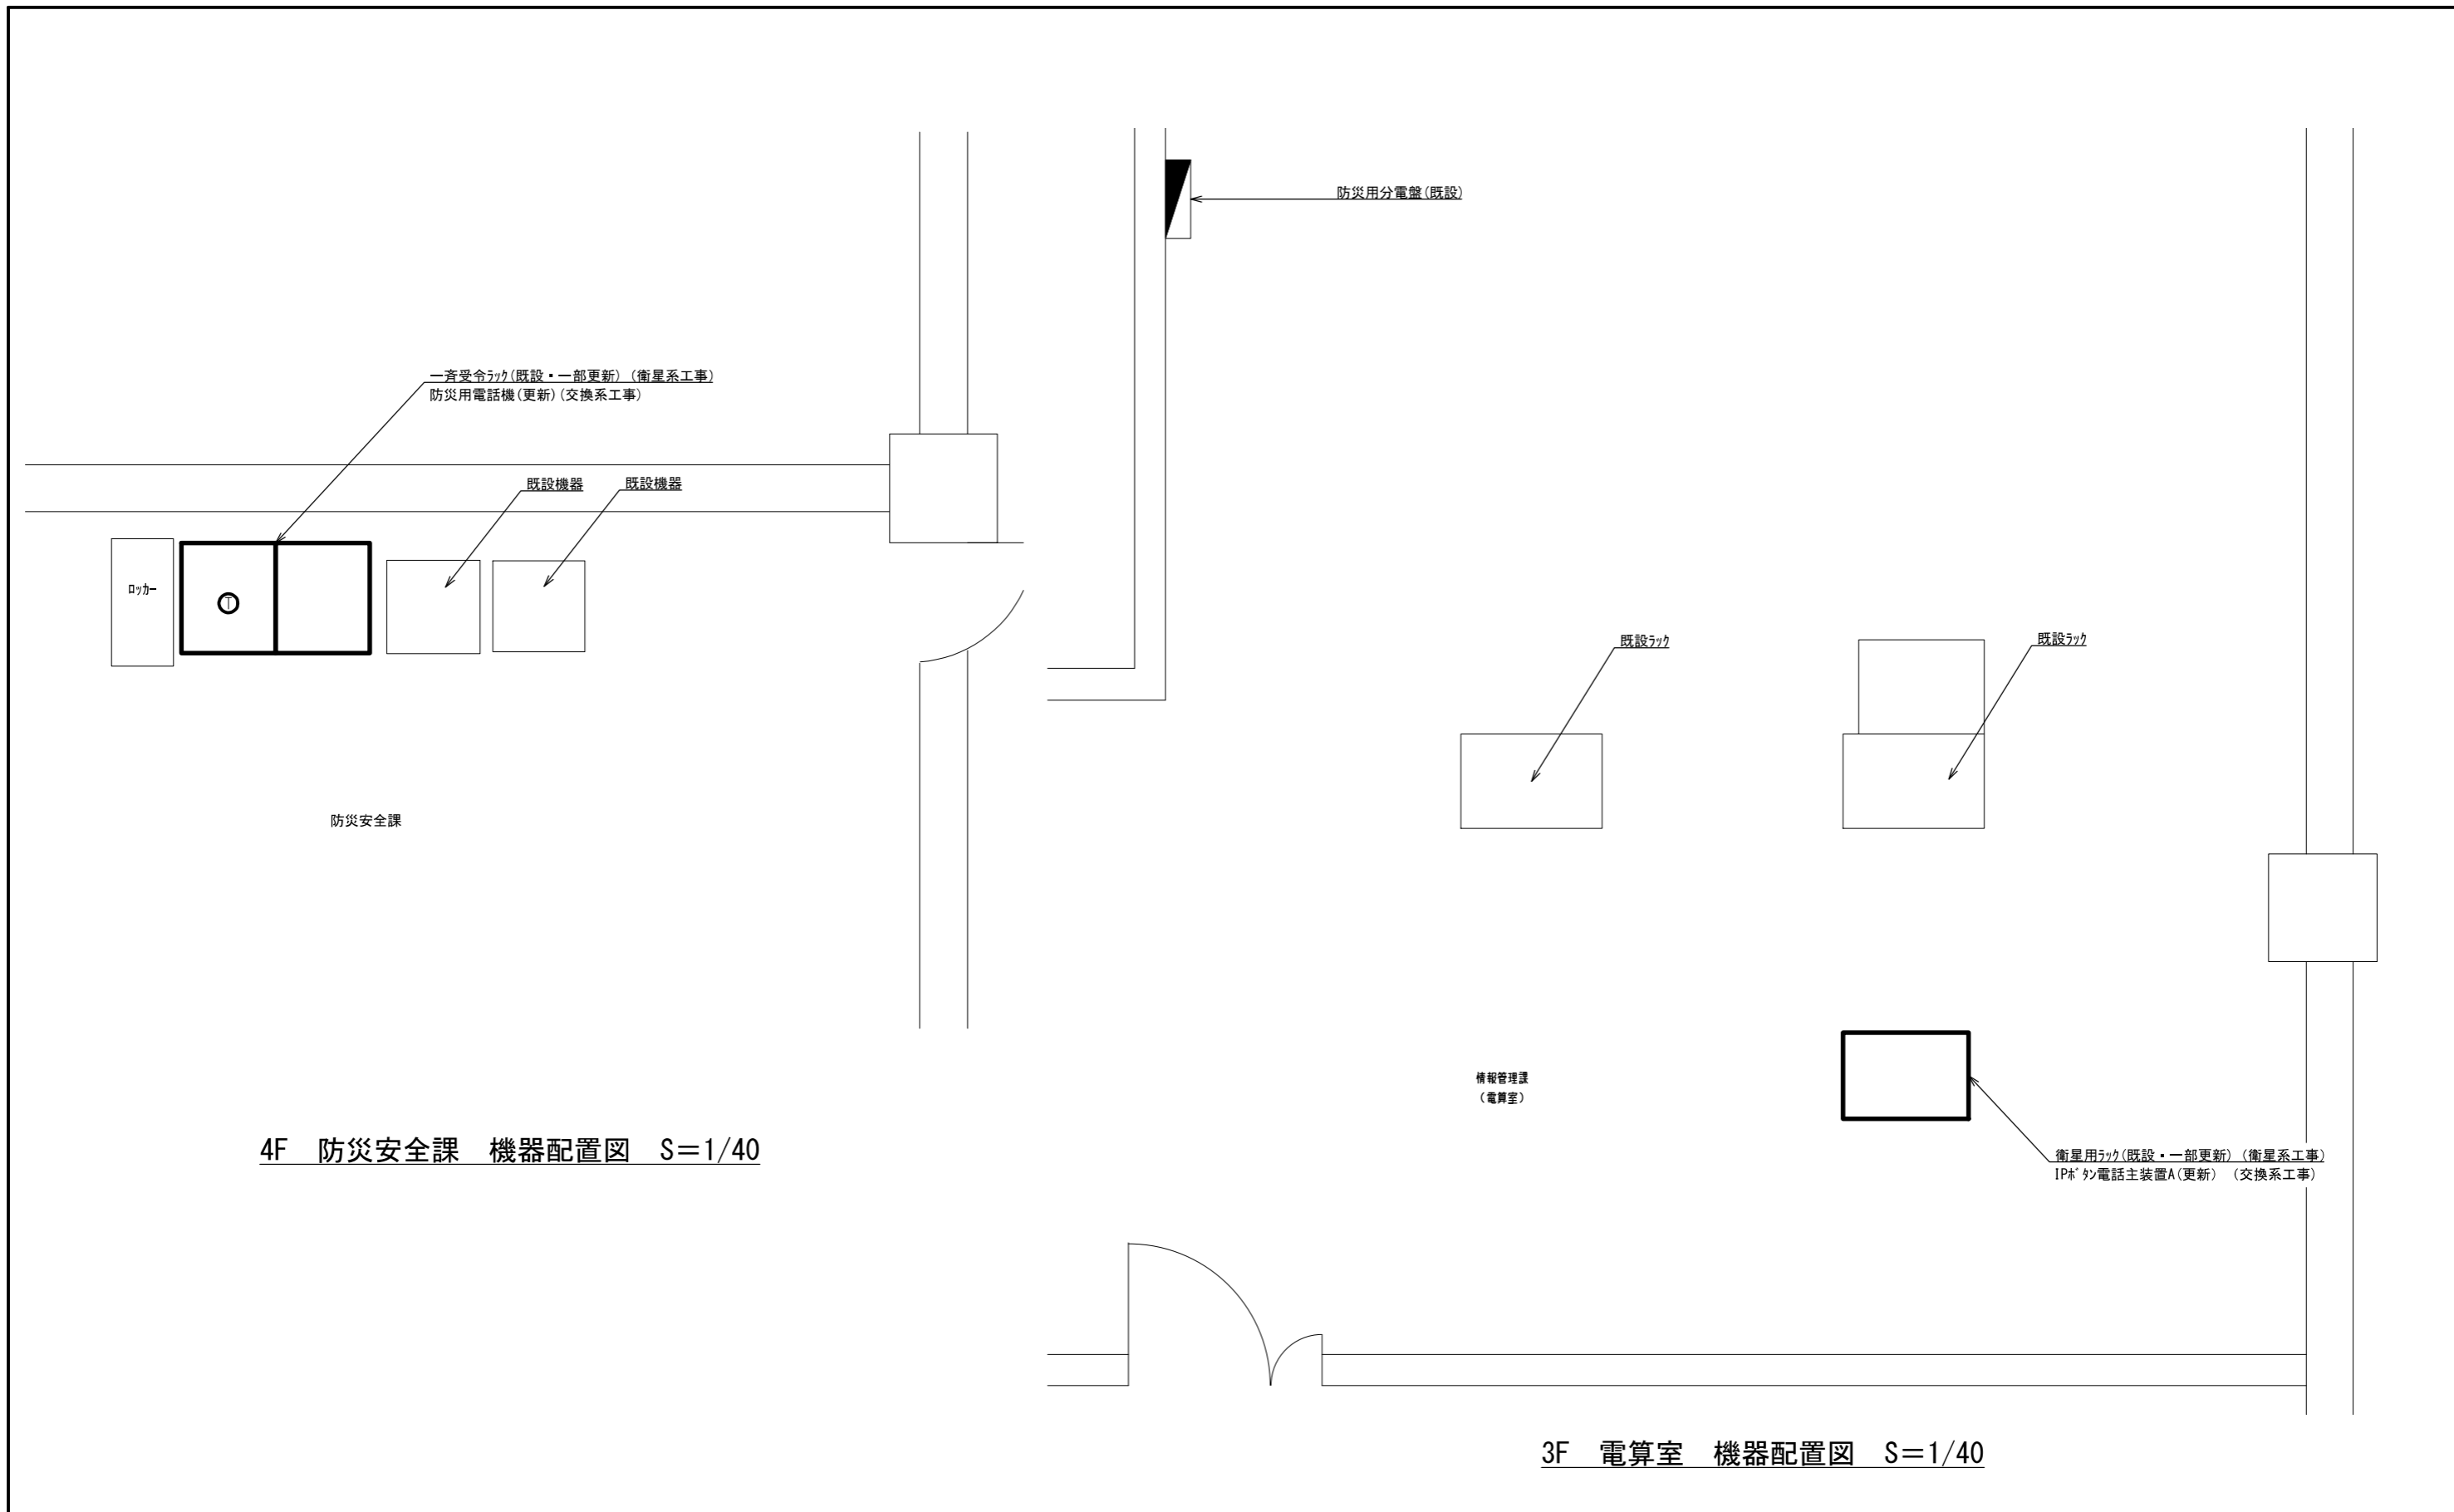 防災用分電盤(既設)
一斉受令ﾗｯｸ(既設・一部更新) (衛星系工事)
防災用電話機(更新)(交換系工事)
既設機器
既設機器
ﾛｯｶｰ
T
防災安全課
4F 防災安全課 機器配置図 S=1/40
既設ﾗｯｸ
既設ﾗｯｸ
情報管理課
(電算室)
衛星用ﾗｯｸ(既設・一部更新) (衛星系工事)
IPﾎﾞﾀﾝ電話主装置A(更新) (交換系工事)
3F 電算室 機器配置図 S=1/40